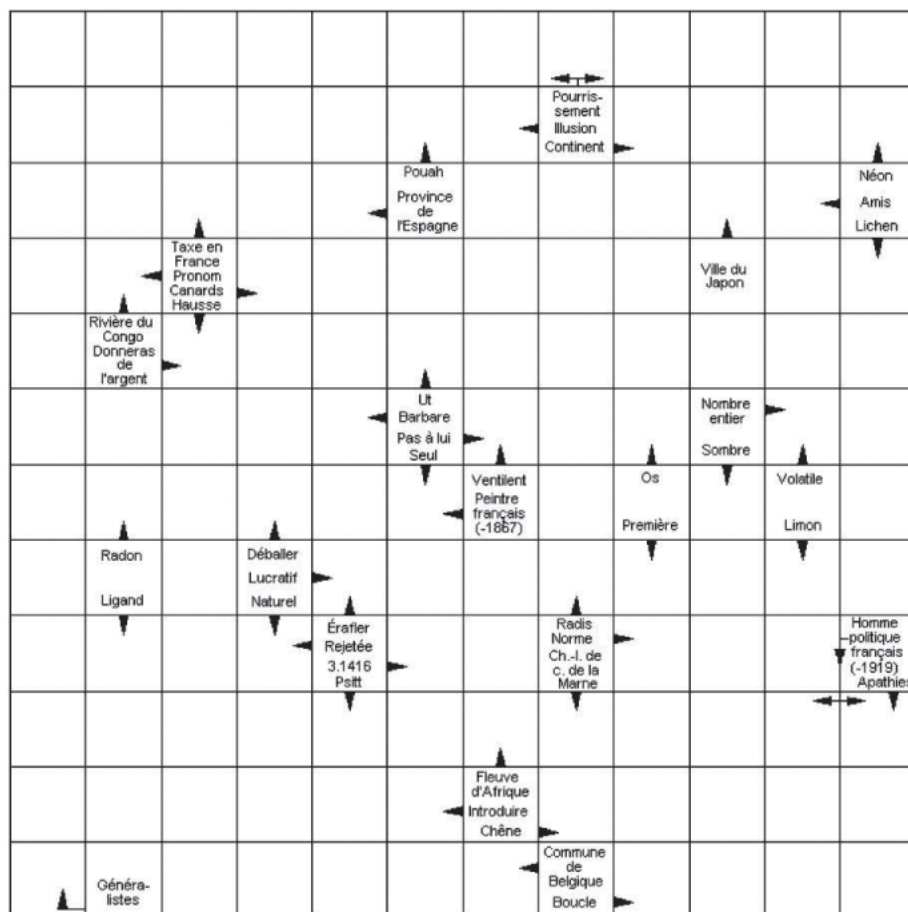 Pourris-
sement
Illusion
Continent
Pouah
Province
de
l'Espagne
Néon
Amis
Lichen
Taxe en
France
Pronom
Canards
Hausse
Ville du
Japon
Rivière du
Congo
Donneras
de
l'argent
Ut
Barbare
Pas à lui
Seul
Nombre
entier
Sombre
Ventilent
Peintre
français
(-1867)
Os
Première
Volatile
Limon
Radon
Ligand
Déballer
Lucratif
Naturel
Érafler
Rejetée
3.1416
Psitt
Radis
Norme
Ch.-l. de
c. de la
Marne
Homme
politique
français
(-1919)
Apathies
Fleuve
d'Afrique
Introduire
Chêne
Commune
de
Belgique
Boucle
Généra-
listes